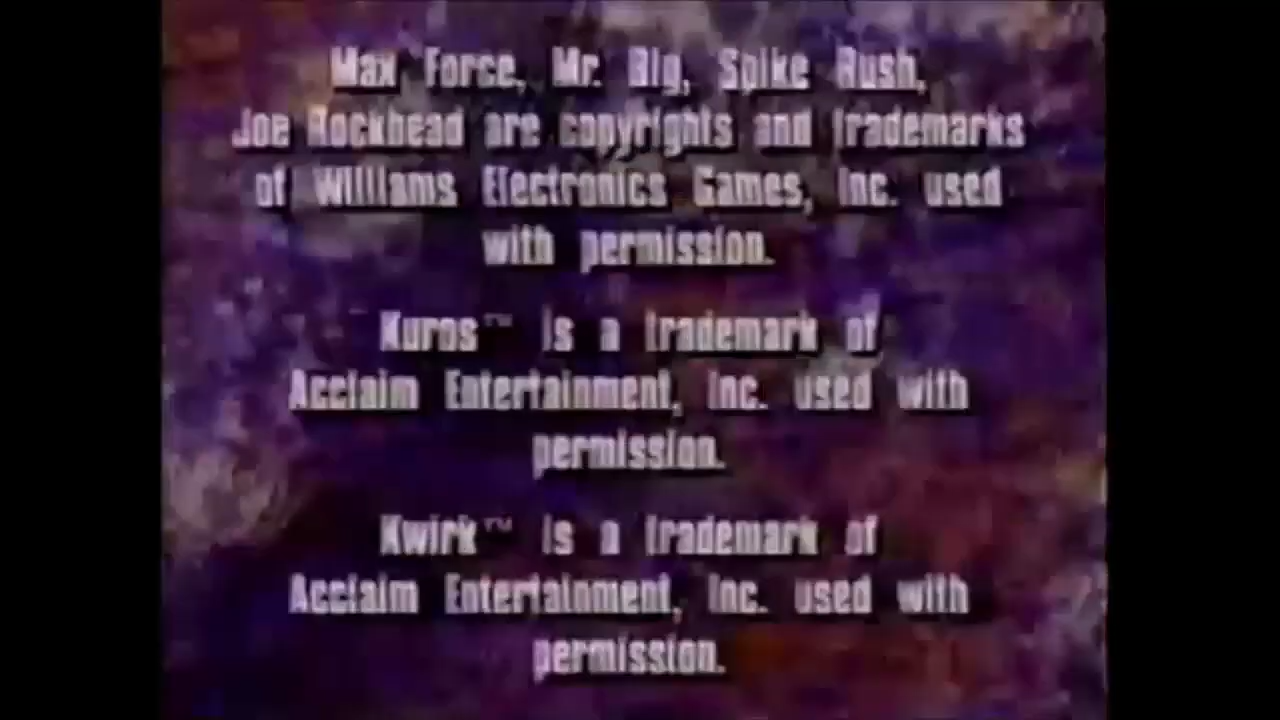 Max Force, Mr. Big, Spike Rush,
Joe Rockhead are copyrights and trademarks
of Williams Electronics Games, Inc. used
with permission.
Kuros™ is a trademark of
Acclaim Entertainment, Inc. used with
permission.
Kwirk™ is a trademark of
Acclaim Entertainment, Inc. used with
permission.